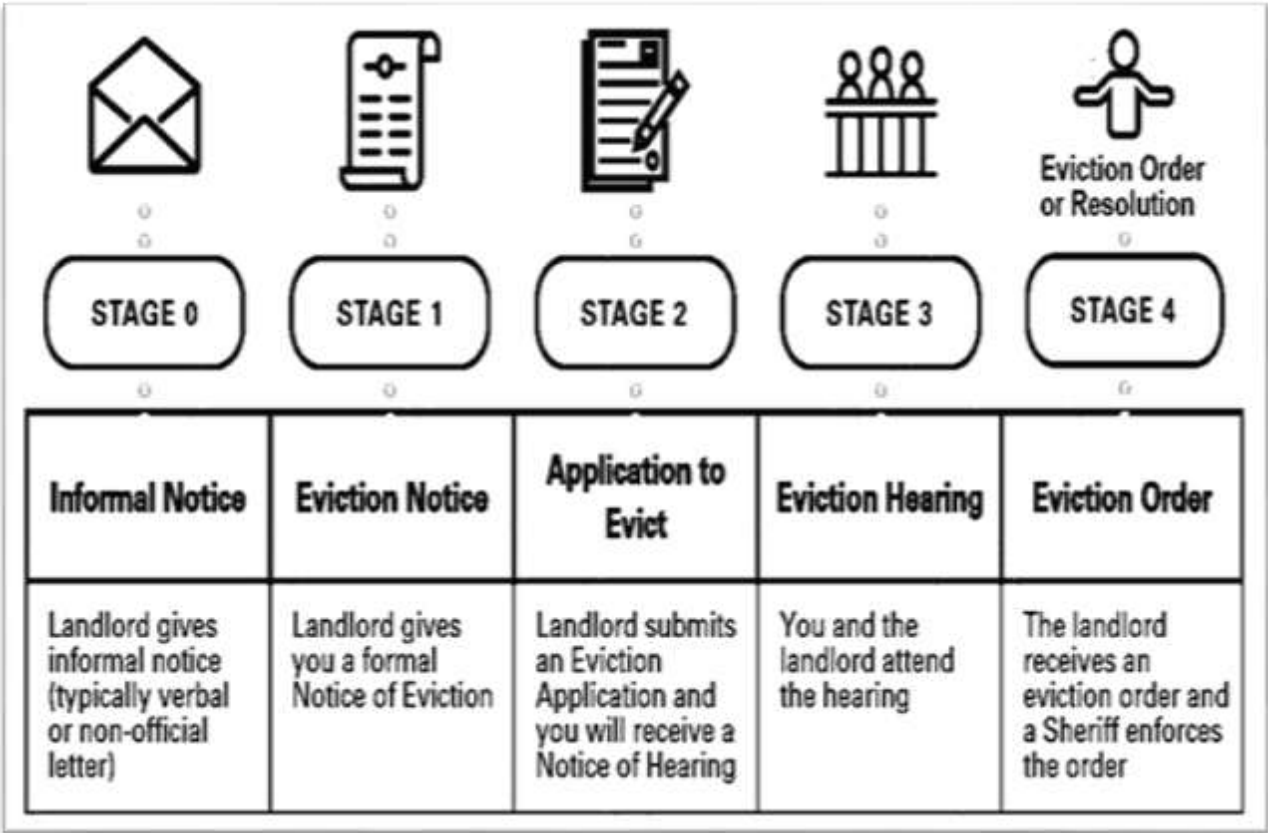 Eviction Order
or Resolution
STAGE 0
STAGE 1
STAGE 2
STAGE 3
STAGE 4
Informal Notice
Eviction Notice
Application to
Evict
Eviction Hearing
Eviction Order
Landlord gives
informal notice
(typically verbal
or non-official
letter)
Landlord gives
you a formal
Notice of Eviction
Landlord submits
an Eviction
Application and
you will receive a
Notice of Hearing
You and the
landlord attend
the hearing
The landlord
receives an
eviction order and
a Sheriff enforces
the order